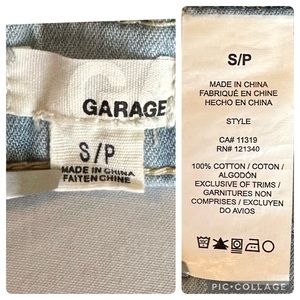 GARAGE
S/P
MADE IN CHINA
FAIT EN CHINE
S/P
MADE IN CHINA
FABRIQUÉ EN CHINE
HECHO EN CHINA
STYLE
CA# 11319
RN# 121340
100% COTTON / COTON /
ALGODÓN
EXCLUSIVE OF TRIMS /
GARNITURES NON
COMPRISES / EXCLUYEN
DO AVIOS
PIC•COLLAGE